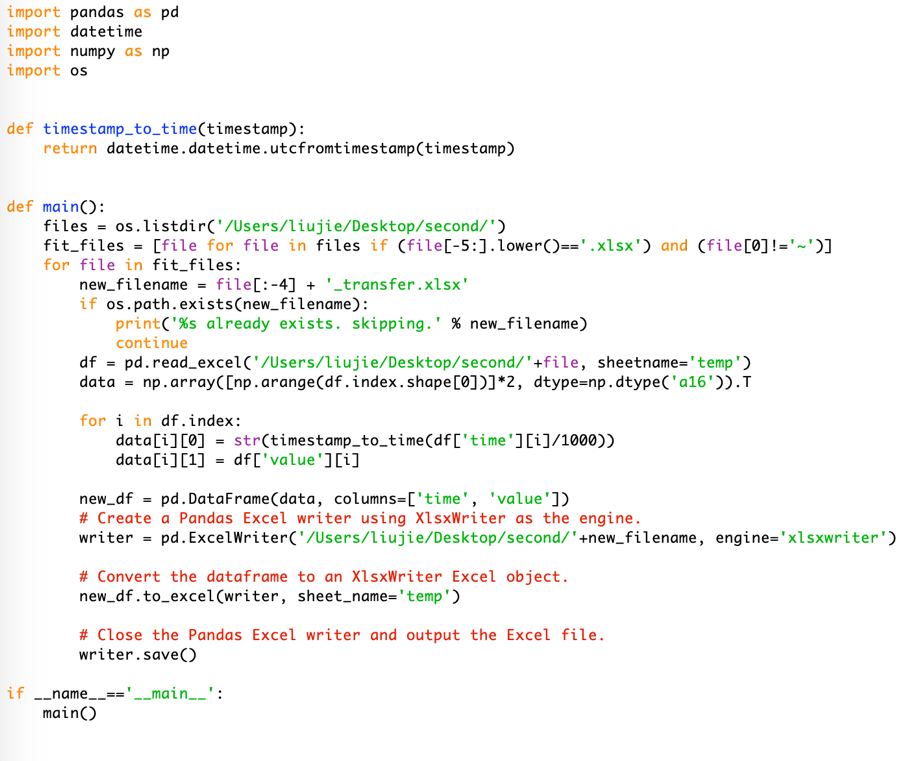 import pandas as pd
import datetime
import numpy as np
import os
def timestamp_to_time(timestamp):
    return datetime.datetime.utcfromtimestamp(timestamp)
def main():
    files = os.listdir('/Users/liujie/Desktop/second/')
    fit_files = [file for file in files if (file[-5:].lower()=='.xlsx') and (file[0]!='~')]
    for file in fit_files:
        new_filename = file[:-4] + '_transfer.xlsx'
        if os.path.exists(new_filename):
            print('%s already exists. skipping.' % new_filename)
            continue
        df = pd.read_excel('/Users/liujie/Desktop/second/'+file, sheetname='temp')
        data = np.array([np.arange(df.index.shape[0])]*2, dtype=np.dtype('a16')).T
        for i in df.index:
            data[i][0] = str(timestamp_to_time(df['time'][i]/1000))
            data[i][1] = df['value'][i]
        new_df = pd.DataFrame(data, columns=['time', 'value'])
        # Create a Pandas Excel writer using XlsxWriter as the engine.
        writer = pd.ExcelWriter('/Users/liujie/Desktop/second/'+new_filename, engine='xlsxwriter')
        # Convert the dataframe to an XlsxWriter Excel object.
        new_df.to_excel(writer, sheet_name='temp')
        # Close the Pandas Excel writer and output the Excel file.
        writer.save()
if __name__=='__main__':
    main()